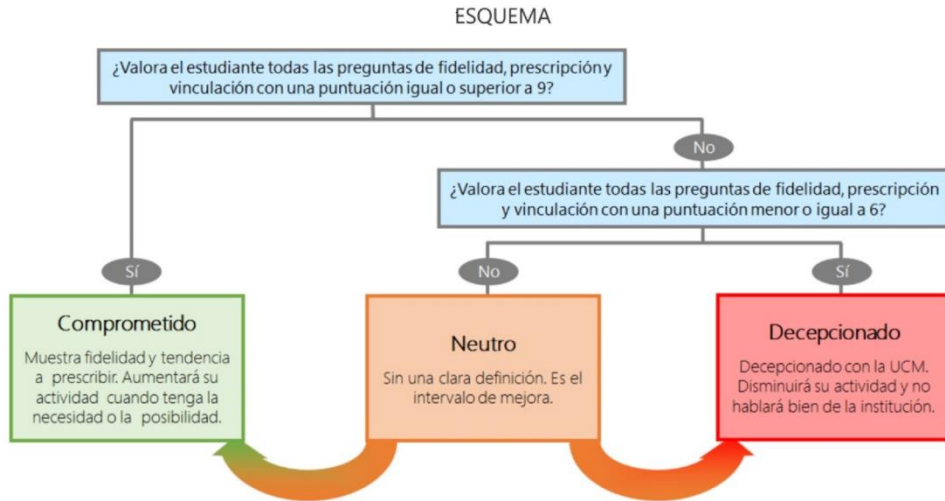 ESQUEMA
¿Valora el estudiante todas las preguntas de fidelidad, prescripción y
vinculación con una puntuación igual o superior a 9?
No
¿Valora el estudiante todas las preguntas de fidelidad, prescripción
y vinculación con una puntuación menor o igual a 6?
Sí
No
Sí
Comprometido
Muestra fidelidad y tendencia
a prescribir. Aumentará su
actividad cuando tenga la
necesidad o la posibilidad.
Neutro
Sin una clara definición. Es el
intervalo de mejora.
Decepcionado
Decepcionado con la UCM.
Disminuirá su actividad y no
hablará bien de la institución.